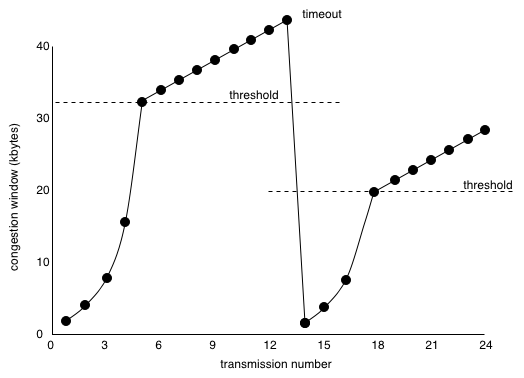 timeout
40
threshold
30
threshold
20
10
0
congestion window (kbytes)
0 3 6 9 12 15 18 21 24
transmission number